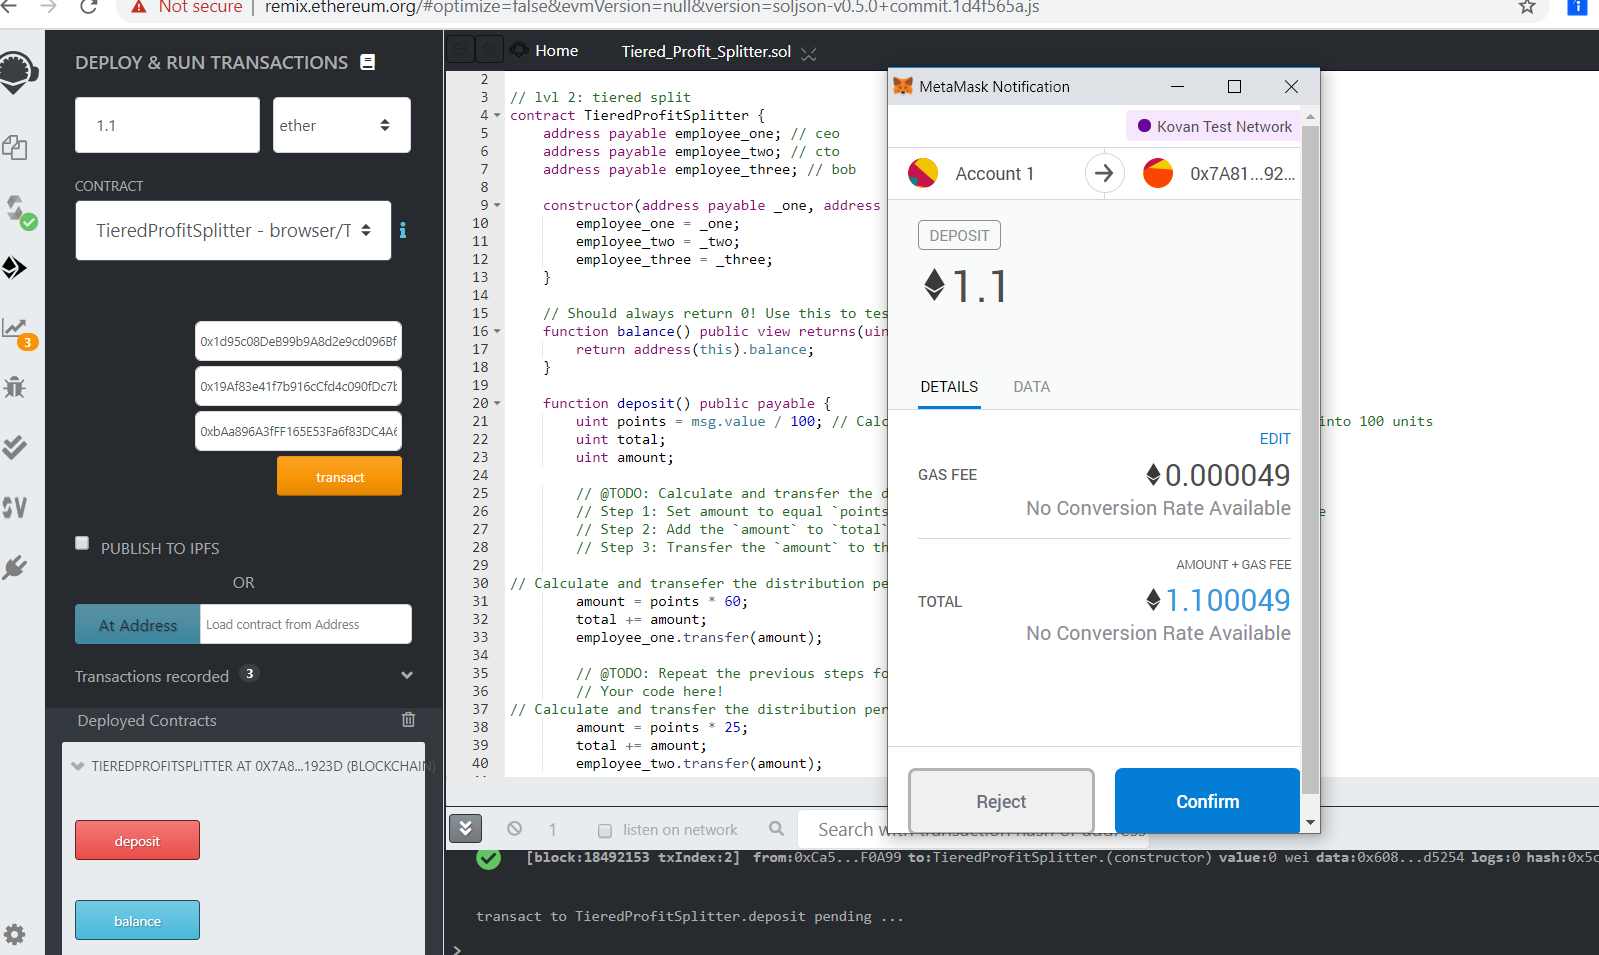 Not secure | remix.ethereum.org/#optimize=false&evmVersion=null&version=soljson-v0.5.0+commit.1d4f565a.js
DEPLOY & RUN TRANSACTIONS
1.1
ether
CONTRACT
TieredProfitSplitter - browser/T
i
3
0x1d95c08DeB99b9A8d2e9cd096Bf
0x19Af83e41f7b916cCfd4c090fDc7b
0xbAa896A3fFF165E53Fa6f83DC4A6
transact
PUBLISH TO IPFS
OR
At Address
Load contract from Address
Transactions recorded 3
Deployed Contracts
TIEREDPROFITSPLITTER AT 0X7A8...1923D (BLOCKCHAIN)
deposit
balance
Home
Tiered_Profit_Splitter.sol
2
3 // lvl 2: tiered split
4 contract TieredProfitSplitter {
5 address payable employee_one; // ceo
6 address payable employee_two; // cto
7 address payable employee_three; // bob
8
9 constructor(address payable _one, address
10 employee_one = _one;
11 employee_two = _two;
12 employee_three = _three;
13 }
14
15 // Should always return 0! Use this to tes
16 function balance() public view returns(uin
17 return address(this).balance;
18 }
19
20 function deposit() public payable {
21 uint points = msg.value / 100; // Calc into 100 units
22 uint total;
23 uint amount;
24
25 // @TODO: Calculate and transfer the d
26 // Step 1: Set amount to equal `points e
27 // Step 2: Add the `amount` to `total`
28 // Step 3: Transfer the `amount` to th
29
30 // Calculate and transefer the distribution pe
31 amount = points * 60;
32 total += amount;
33 employee_one.transfer(amount);
34
35 // @TODO: Repeat the previous steps fo
36 // Your code here!
37 // Calculate and transfer the distribution per
38 amount = points * 25;
39 total += amount;
40 employee_two.transfer(amount);
1
listen on network
Search with transaction hash or address
[block:18492153 txIndex:2] from:0xCa5...F0A99 to:TieredProfitSplitter.(constructor) value:0 wei data:0x608...d5254 logs:0 hash:0x5c
transact to TieredProfitSplitter.deposit pending ...
>
MetaMask Notification
Kovan Test Network
Account 1
0x7A81...92...
DEPOSIT
1.1
DETAILS
DATA
EDIT
GAS FEE
0.000049
No Conversion Rate Available
AMOUNT + GAS FEE
TOTAL
1.100049
No Conversion Rate Available
Reject
Confirm